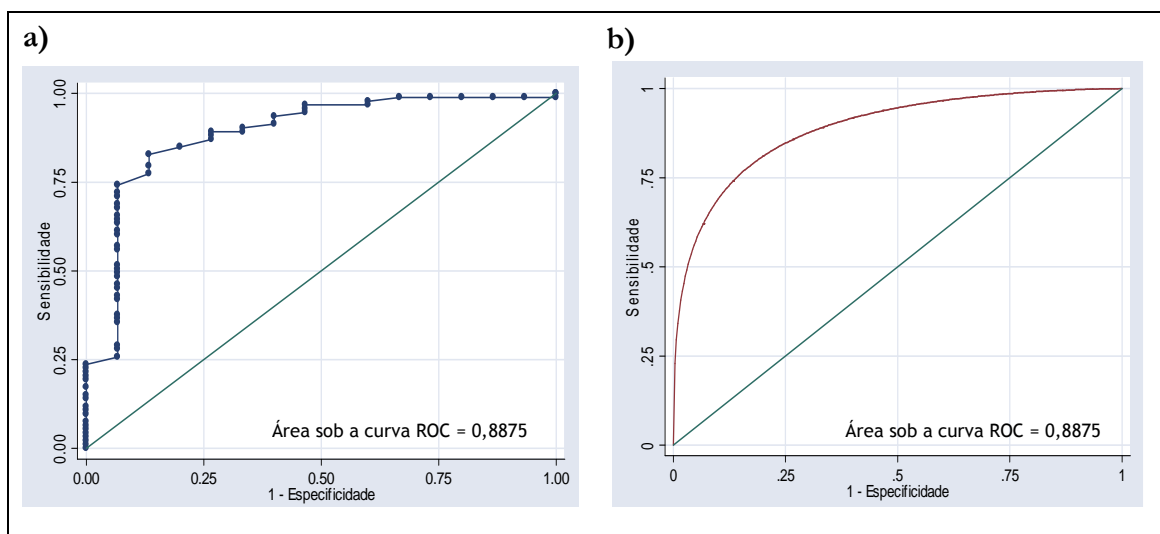 a)
1.00
0.75
0.50
0.25
0.00
Sensibilidade
Área sob a curva ROC = 0,8875
0.00 0.25 0.50 0.75 1.00
1 - Especificidade
b)
1
.75
.5
.25
0
Sensibilidade
Área sob a curva ROC = 0,8875
0 .25 .5 .75 1
1 - Especificidade